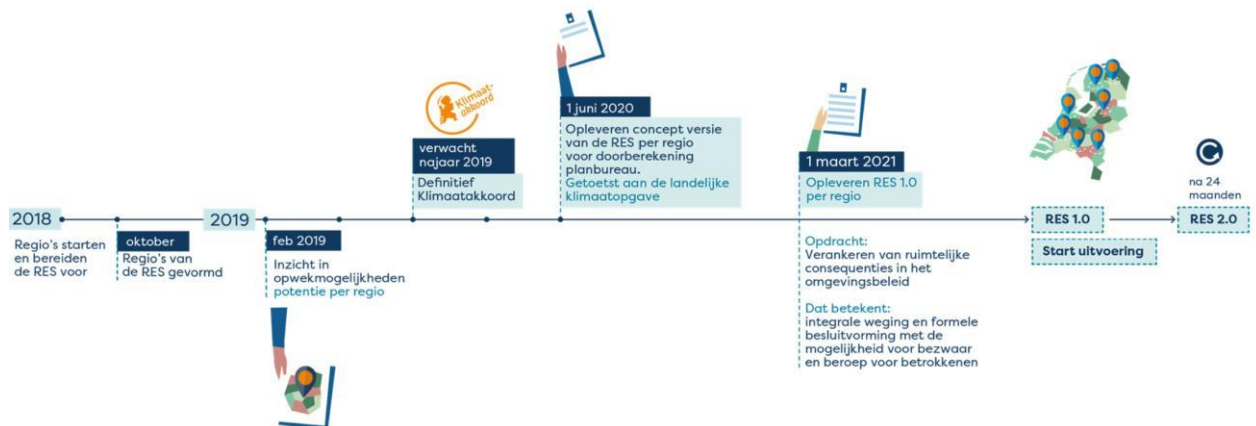 2018
Regio's starten
en bereiden
de RES voor
oktober
Regio's van
de RES gevormd
2019
feb 2019
Inzicht in
opwekmogelijkheden
potentie per regio
Klimaat-
akkoord
verwacht
najaar 2019
Definitief
Klimaatakkoord
1 juni 2020
Opleveren concept versie
van de RES per regio
voor doorberekening
planbureau.
Getoetst aan de landelijke
klimaatopgave
1 maart 2021
Opleveren RES 1.0
per regio
Opdracht:
Verankeren van ruimtelijke
consequenties in het
omgevingsbeleid
Dat betekent:
integrale weging en formele
besluitvorming met de
mogelijkheid voor bezwaar
en beroep voor betrokkenen
RES 1.0
Start uitvoering
na 24
maanden
RES 2.0